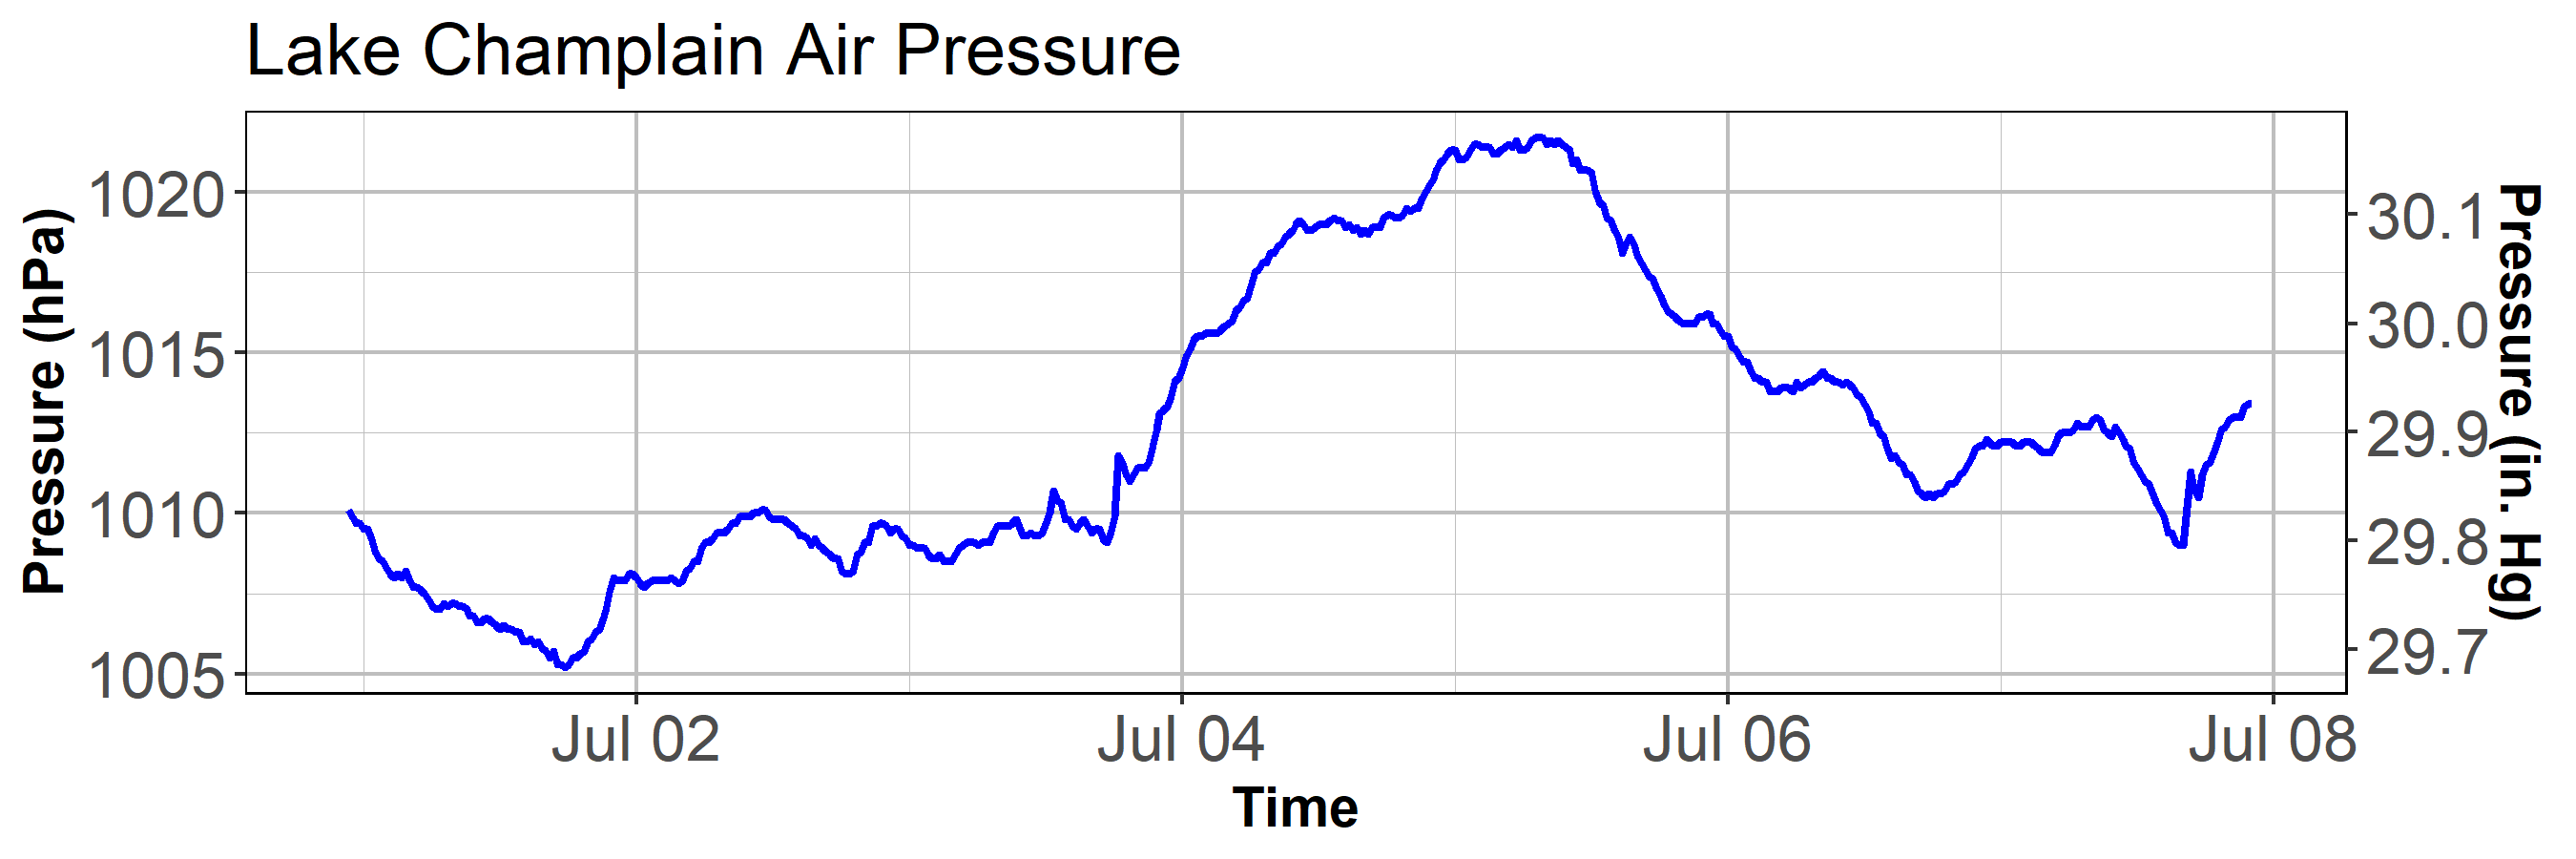 Lake Champlain Air Pressure
Pressure (hPa)
1020
1015
1010
1005
30.1
30.0
29.9
29.8
29.7
Pressure (in. Hg)
Jul 02 Jul 04 Jul 06 Jul 08
Time